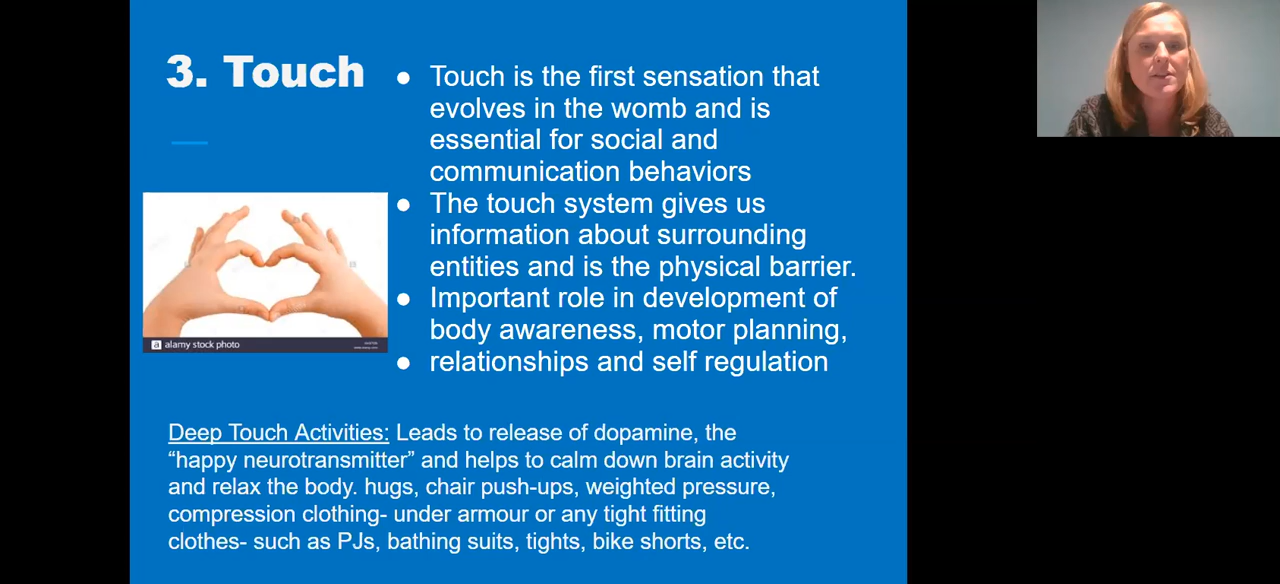 3. Touch
● Touch is the first sensation that
evolves in the womb and is
essential for social and
communication behaviors
● The touch system gives us
information about surrounding
entities and is the physical barrier.
● Important role in development of
body awareness, motor planning,
● relationships and self regulation
a alamy stock photo
Deep Touch Activities: Leads to release of dopamine, the
“happy neurotransmitter” and helps to calm down brain activity
and relax the body. hugs, chair push-ups, weighted pressure,
compression clothing- under armour or any tight fitting
clothes- such as PJs, bathing suits, tights, bike shorts, etc.